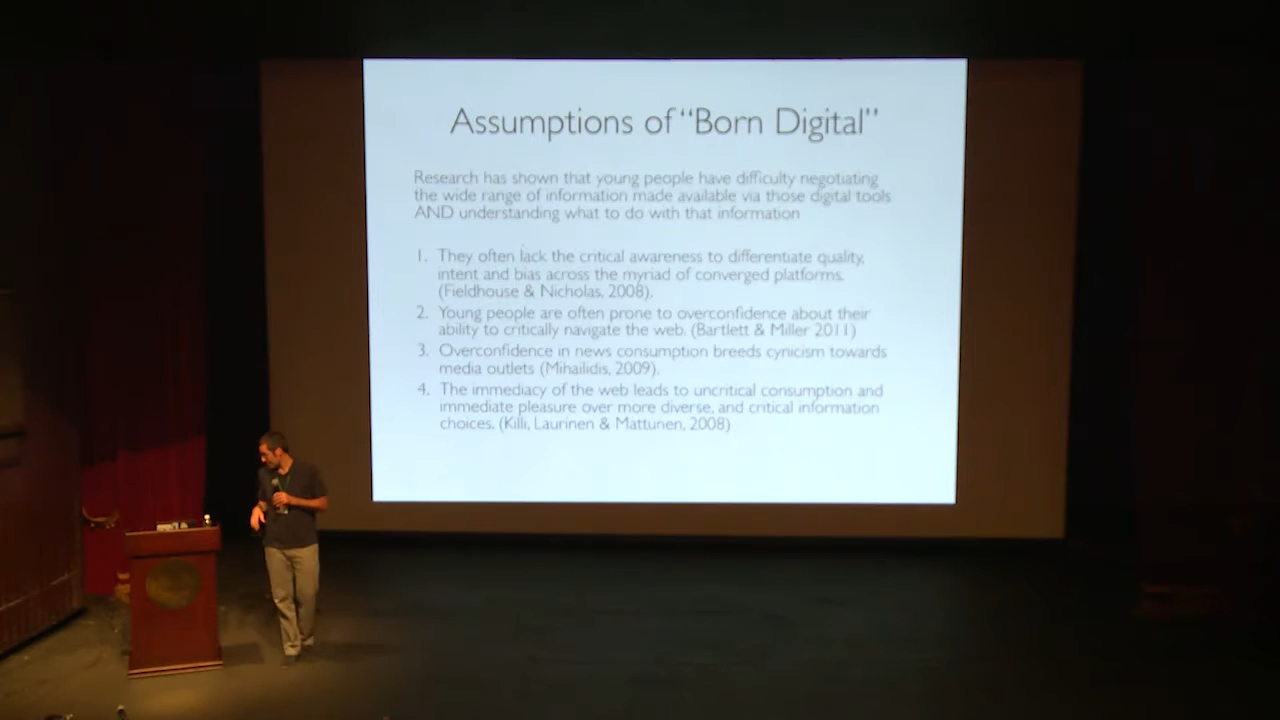 Assumptions of “Born Digital”
Research has shown that young people have difficulty negotiating
the wide range of information made available via those digital tools
AND understanding what to do with that information
1. They often lack the critical awareness to differentiate quality,
intent and bias across the myriad of converged platforms.
(Fieldhouse & Nicholas, 2008).
2. Young people are often prone to overconfidence about their
ability to critically navigate the web. (Bartlett & Miller 2011)
3. Overconfidence in news consumption breeds cynicism towards
media outlets (Mihailidis, 2009).
4. The immediacy of the web leads to uncritical consumption and
immediate pleasure over more diverse, and critical information
choices. (Killi, Laurinen & Mattunen, 2008)